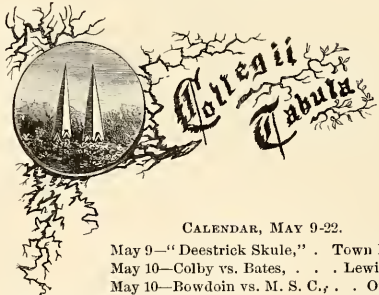 Collegii
Tabula
CALENDAR, MAY 9-22.
May 9—“Deestrick Skule,” . Town
May 10—Colby vs. Bates, . . . Lewi
May 10—Bowdoin vs. M. S. C., . . O